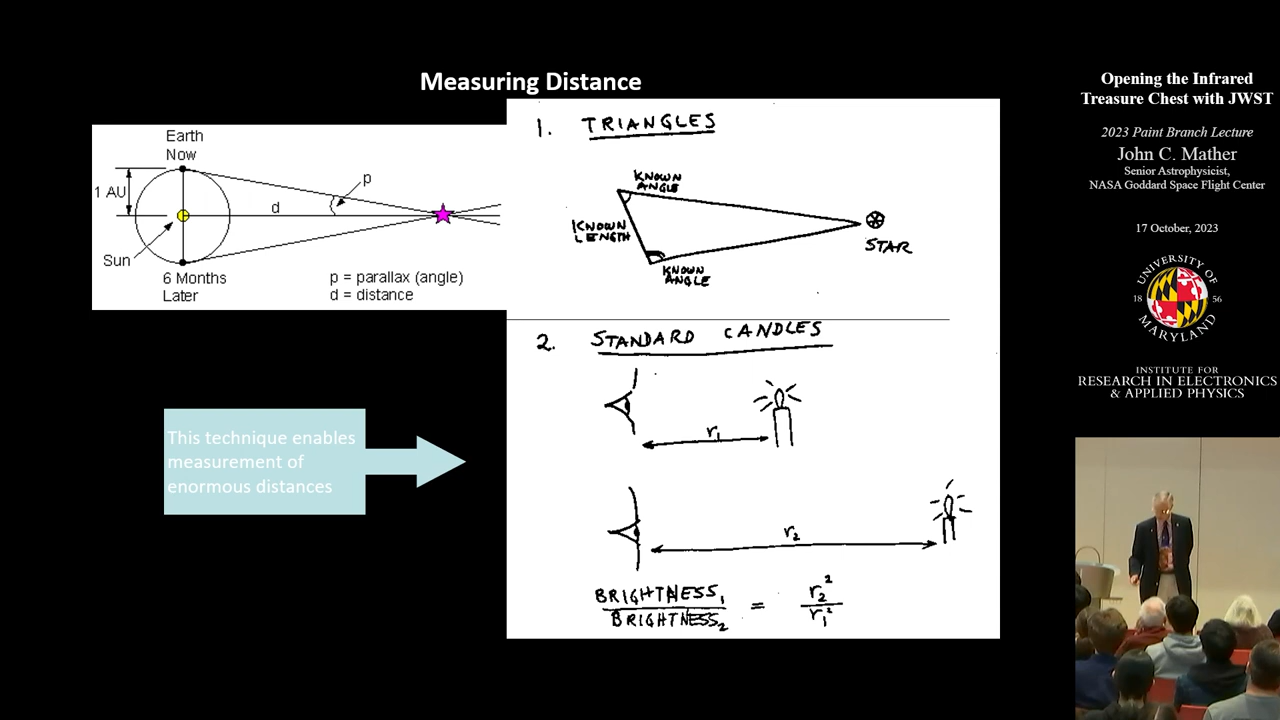 Measuring Distance
Earth
Now
1 AU
p
d
Sun
6 Months
Later
p = parallax (angle)
d = distance
1. TRIANGLES
KNOWN
ANGLE
KNOWN
LENGTH
STAR
KNOWN
ANGLE
2. STANDARD CANDLES
r₁
r₂
BRIGHTNESS₁
BRIGHTNESS₂
=
r₂²
r₁²
This technique enables
measurement of
enormous distances
Opening the Infrared
Treasure Chest with JWST
2023 Paint Branch Lecture
John C. Mather
Senior Astrophysicist,
NASA Goddard Space Flight Center
17 October, 2023
UNIVERSITY OF
18 56
MARYLAND
INSTITUTE FOR
RESEARCH IN ELECTRONICS
& APPLIED PHYSICS